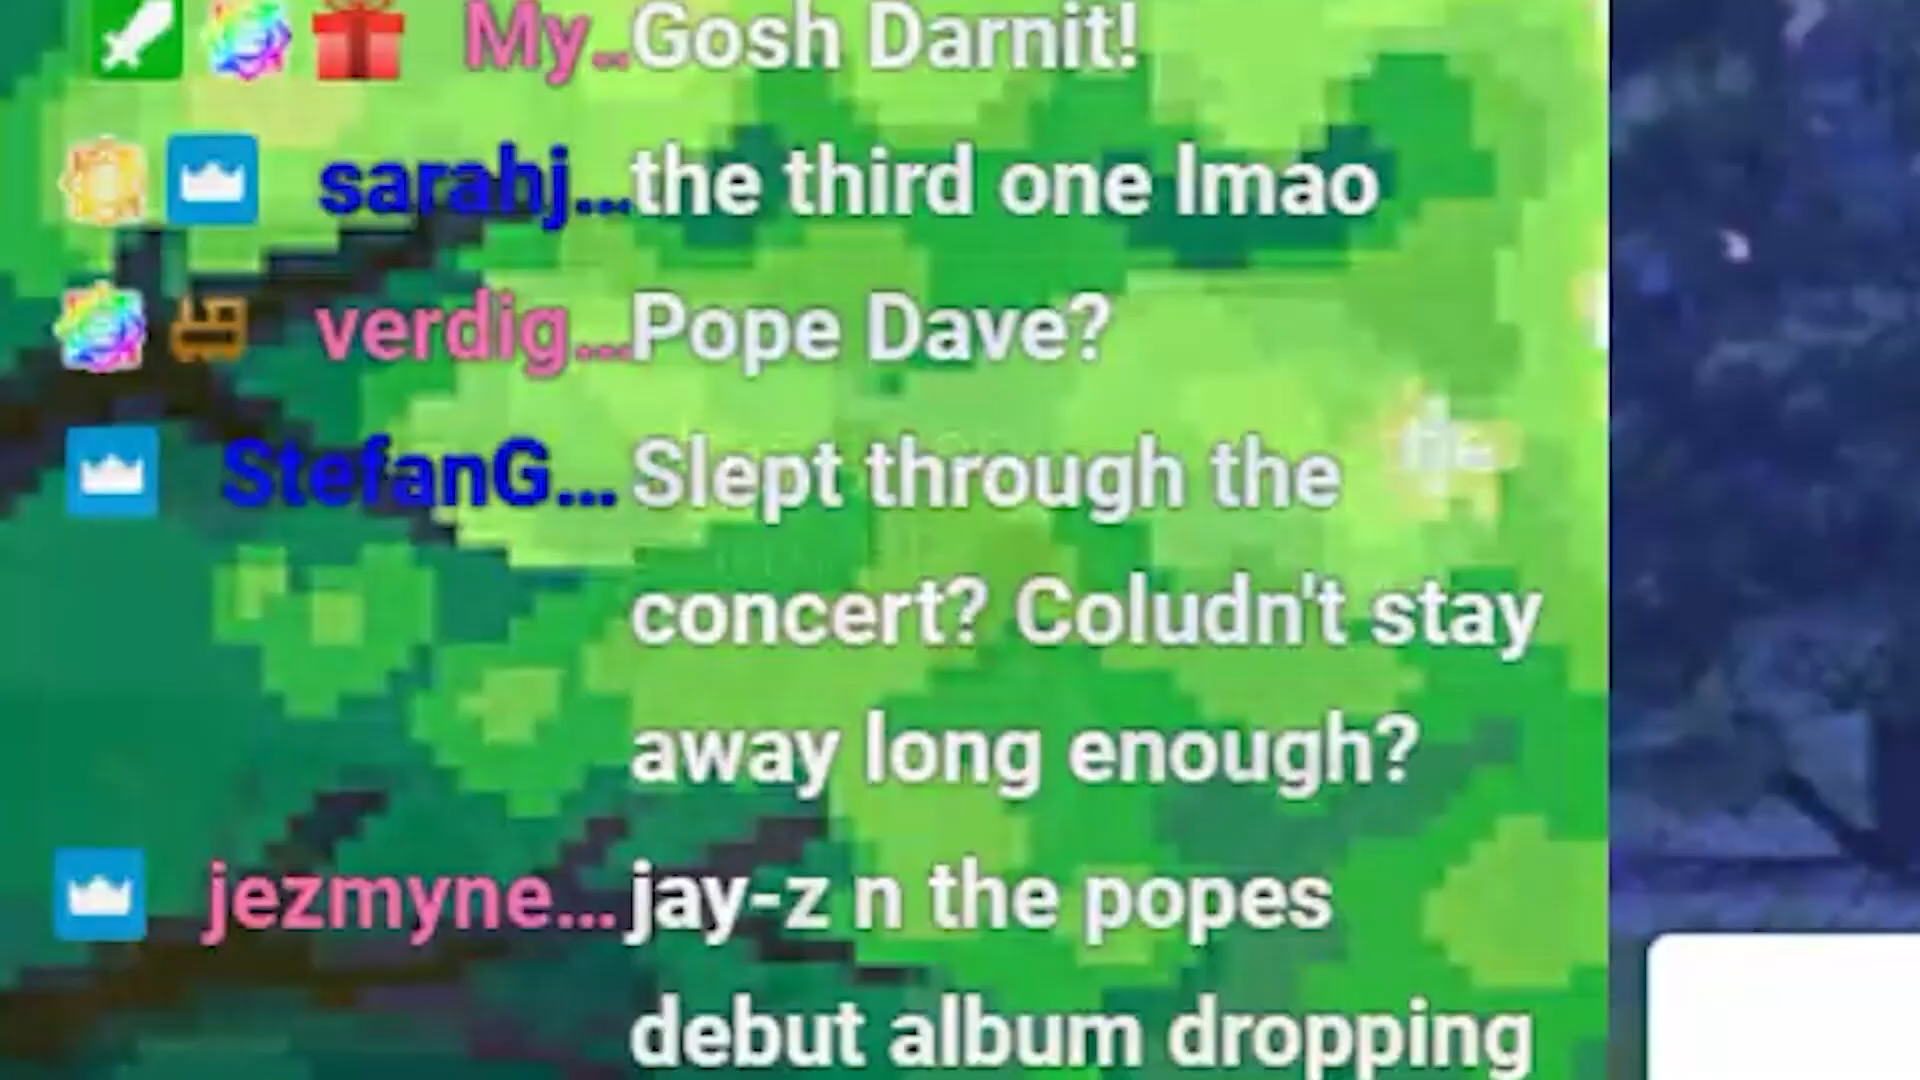 My..Gosh Darnit!
sarahj...the third one lmao
verdig...Pope Dave?
StefanG... Slept through the
concert? Coludn't stay
away long enough?
jezmyne... jay-z n the popes
debut album dropping